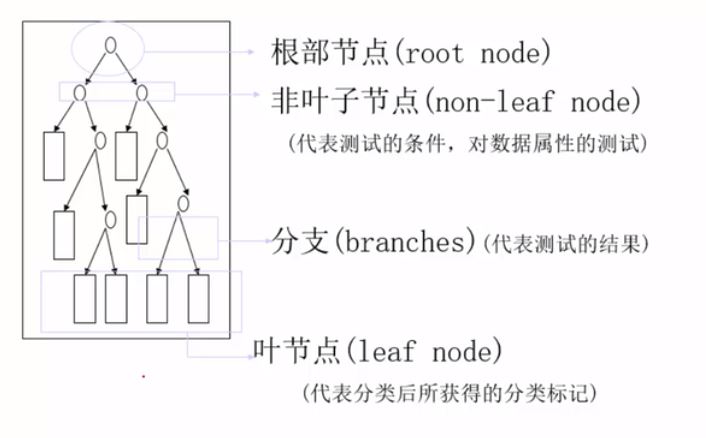 根部节点(root node)
非叶子节点(non-leaf node)
(代表测试的条件，对数据属性的测试)
分支(branches)(代表测试的结果)
叶节点(leaf node)
(代表分类后所获得的分类标记)